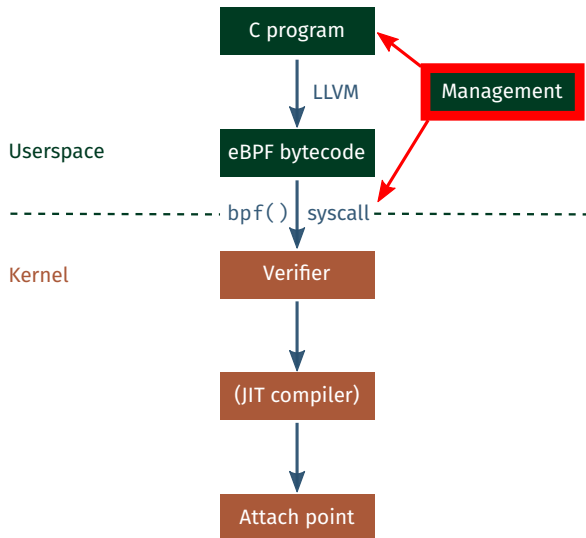 C program
Management
LLVM
Userspace
eBPF bytecode
bpf() syscall
Kernel
Verifier
(JIT compiler)
Attach point